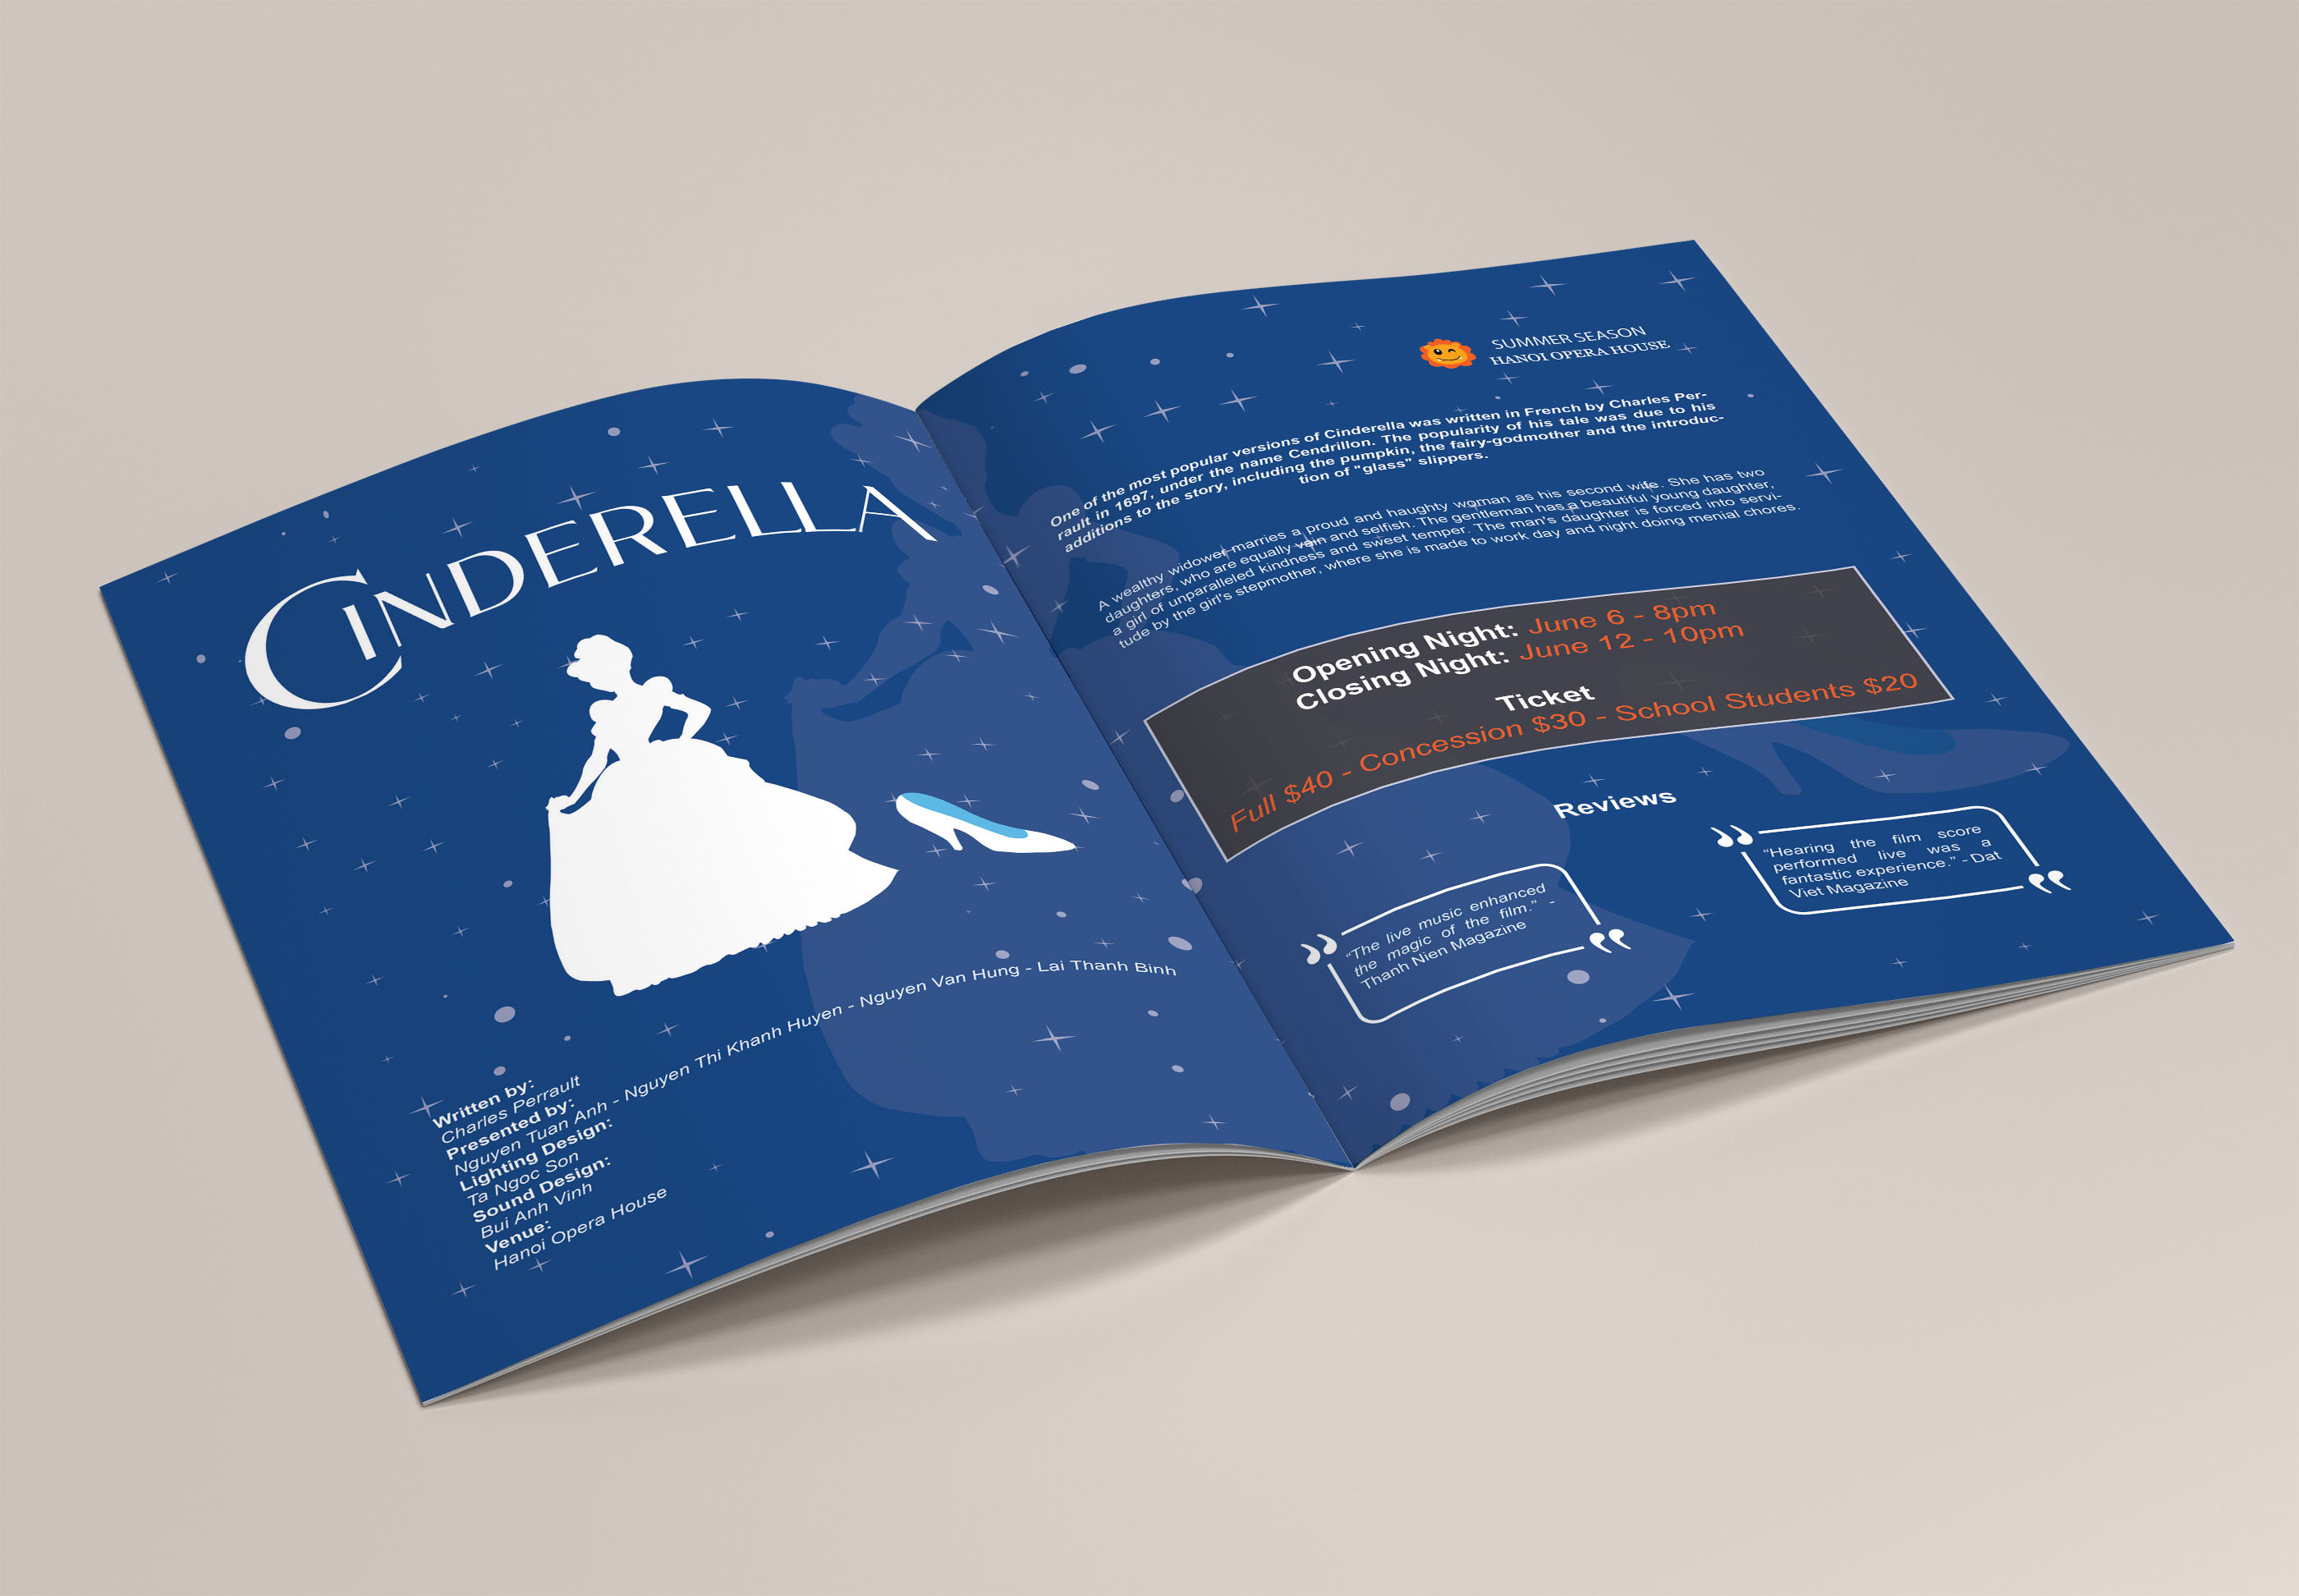 CINDERELLA
Written by:
Charles Perrault
Presented by:
Nguyen Tuan Anh - Nguyen Thi Khanh Huyen - Nguyen Van Hung - Lai Thanh Binh
Lighting Design:
Ta Ngoc Son
Sound Design:
Bui Anh Vinh
Venue:
Hanoi Opera House
SUMMER SEASON
HANOI OPERA HOUSE
One of the most popular versions of Cinderella was written in French by Charles Per-
rault in 1697, under the name Cendrillon. The popularity of his tale was due to his
additions to the story, including the pumpkin, the fairy-godmother and the introduc-
tion of "glass" slippers.
A wealthy widower marries a proud and haughty woman as his second wife. She has two
daughters, who are equally vain and selfish. The gentleman has a beautiful young daughter,
a girl of unparalleled kindness and sweet temper. The man's daughter is forced into servi-
tude by the girl's stepmother, where she is made to work day and night doing menial chores.
Opening Night: June 6 - 8pm
Closing Night: June 12 - 10pm
Ticket
Full $40 - Concession $30 - School Students $20
Reviews
“The live music enhanced
the magic of the film.” -
Thanh Nien Magazine
“Hearing the film score
performed live was a
fantastic experience.” - Dat
Viet Magazine